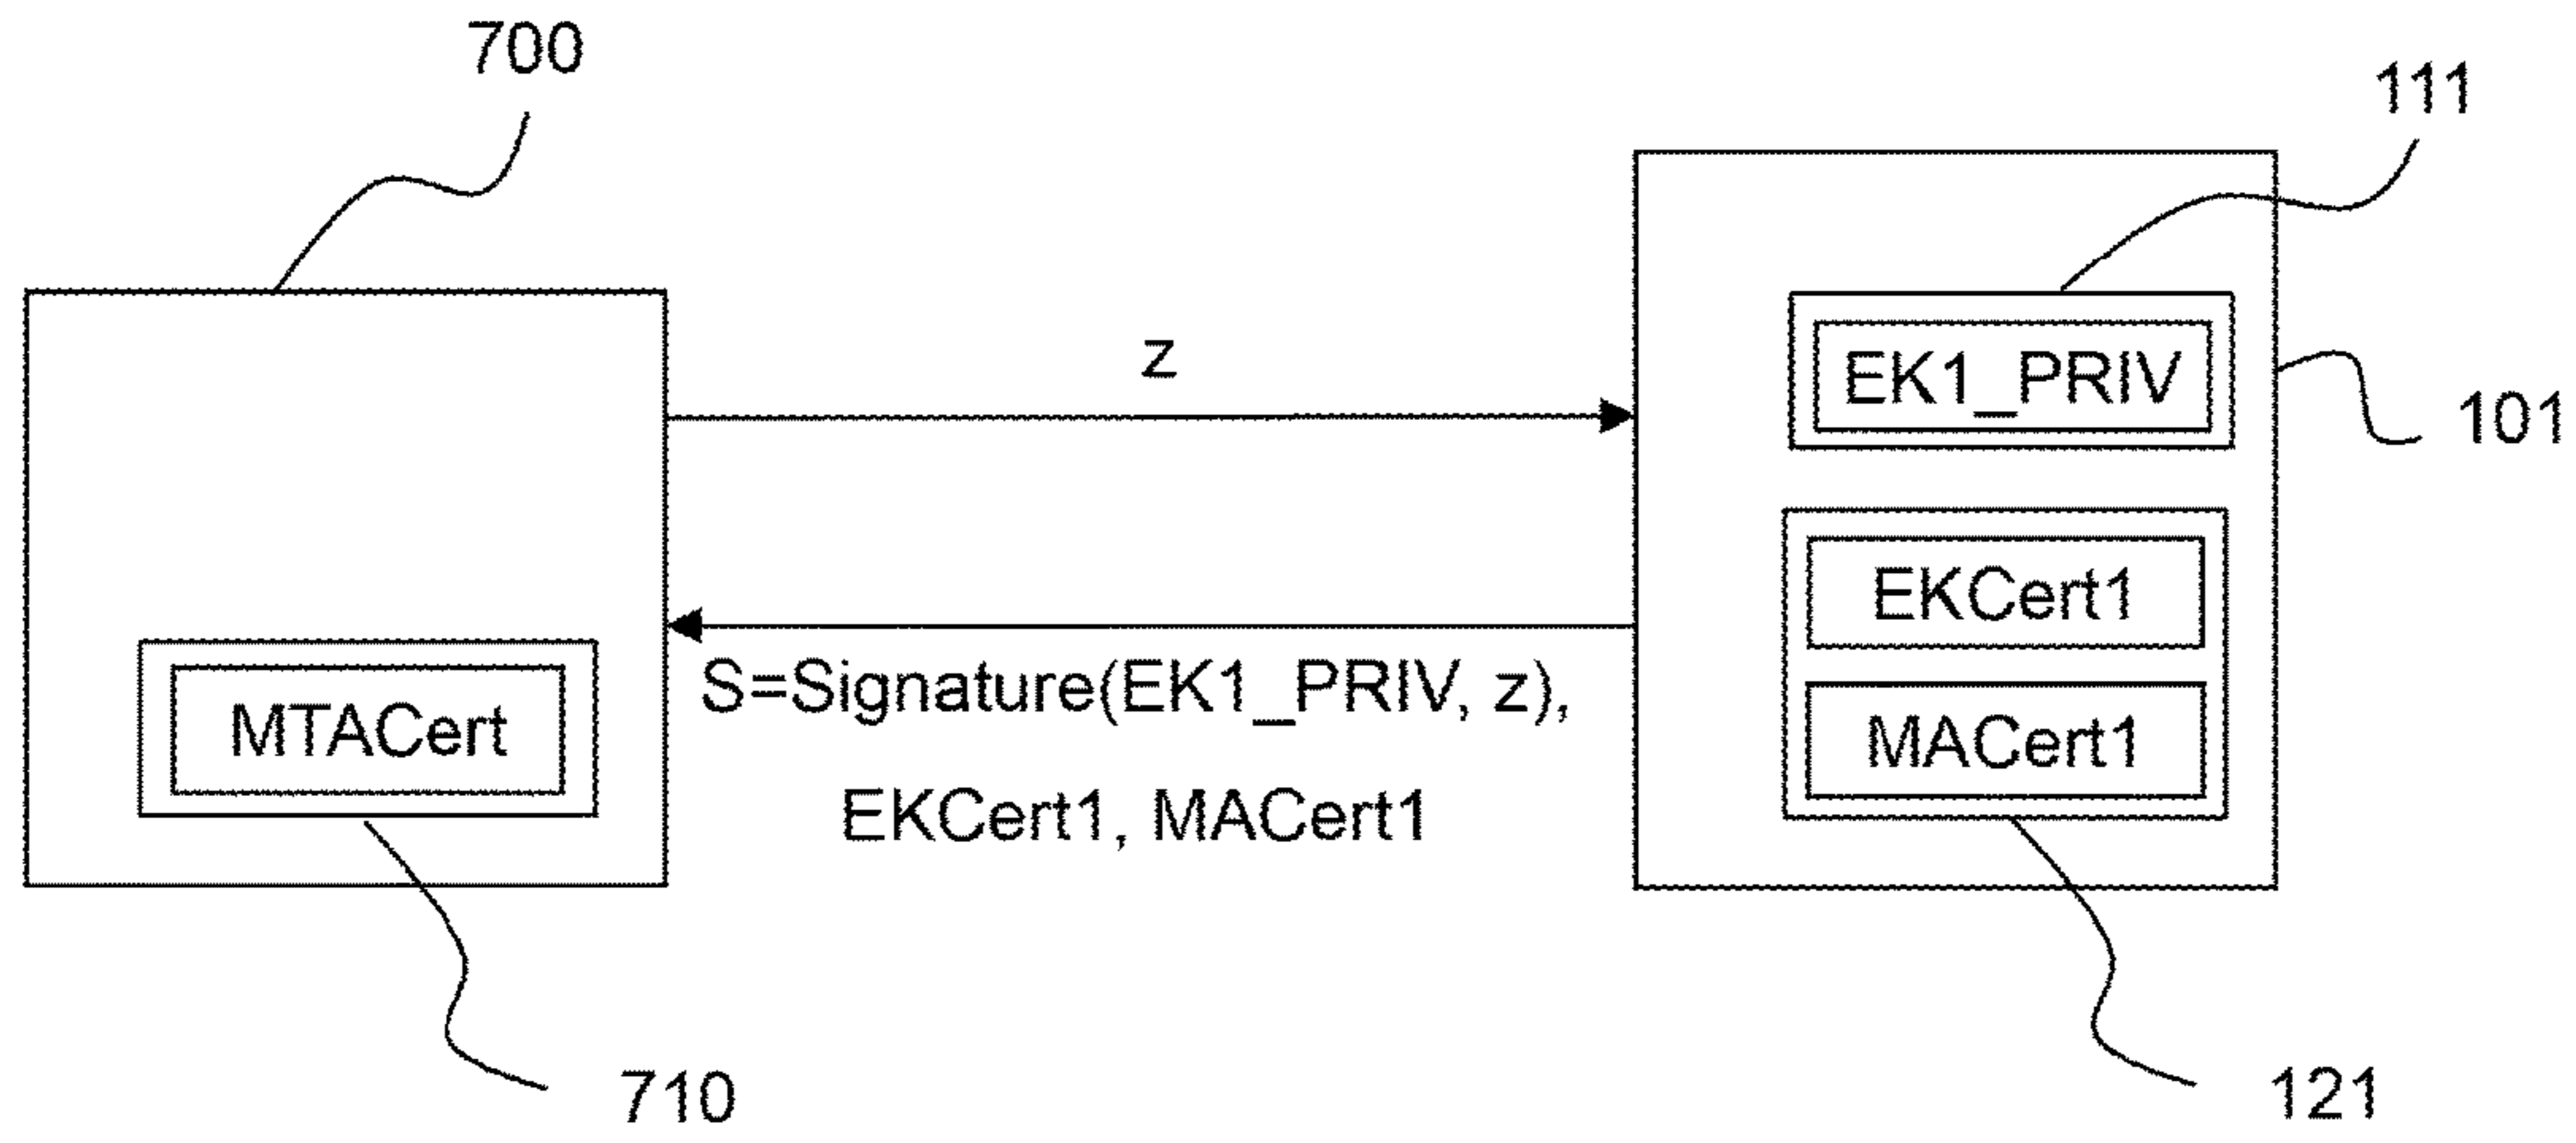 700
111
z
EK1_PRIV
101
EKCert1
S=Signature(EK1_PRIV, z),
MTACert
MACert1
EKCert1, MACert1
710
121